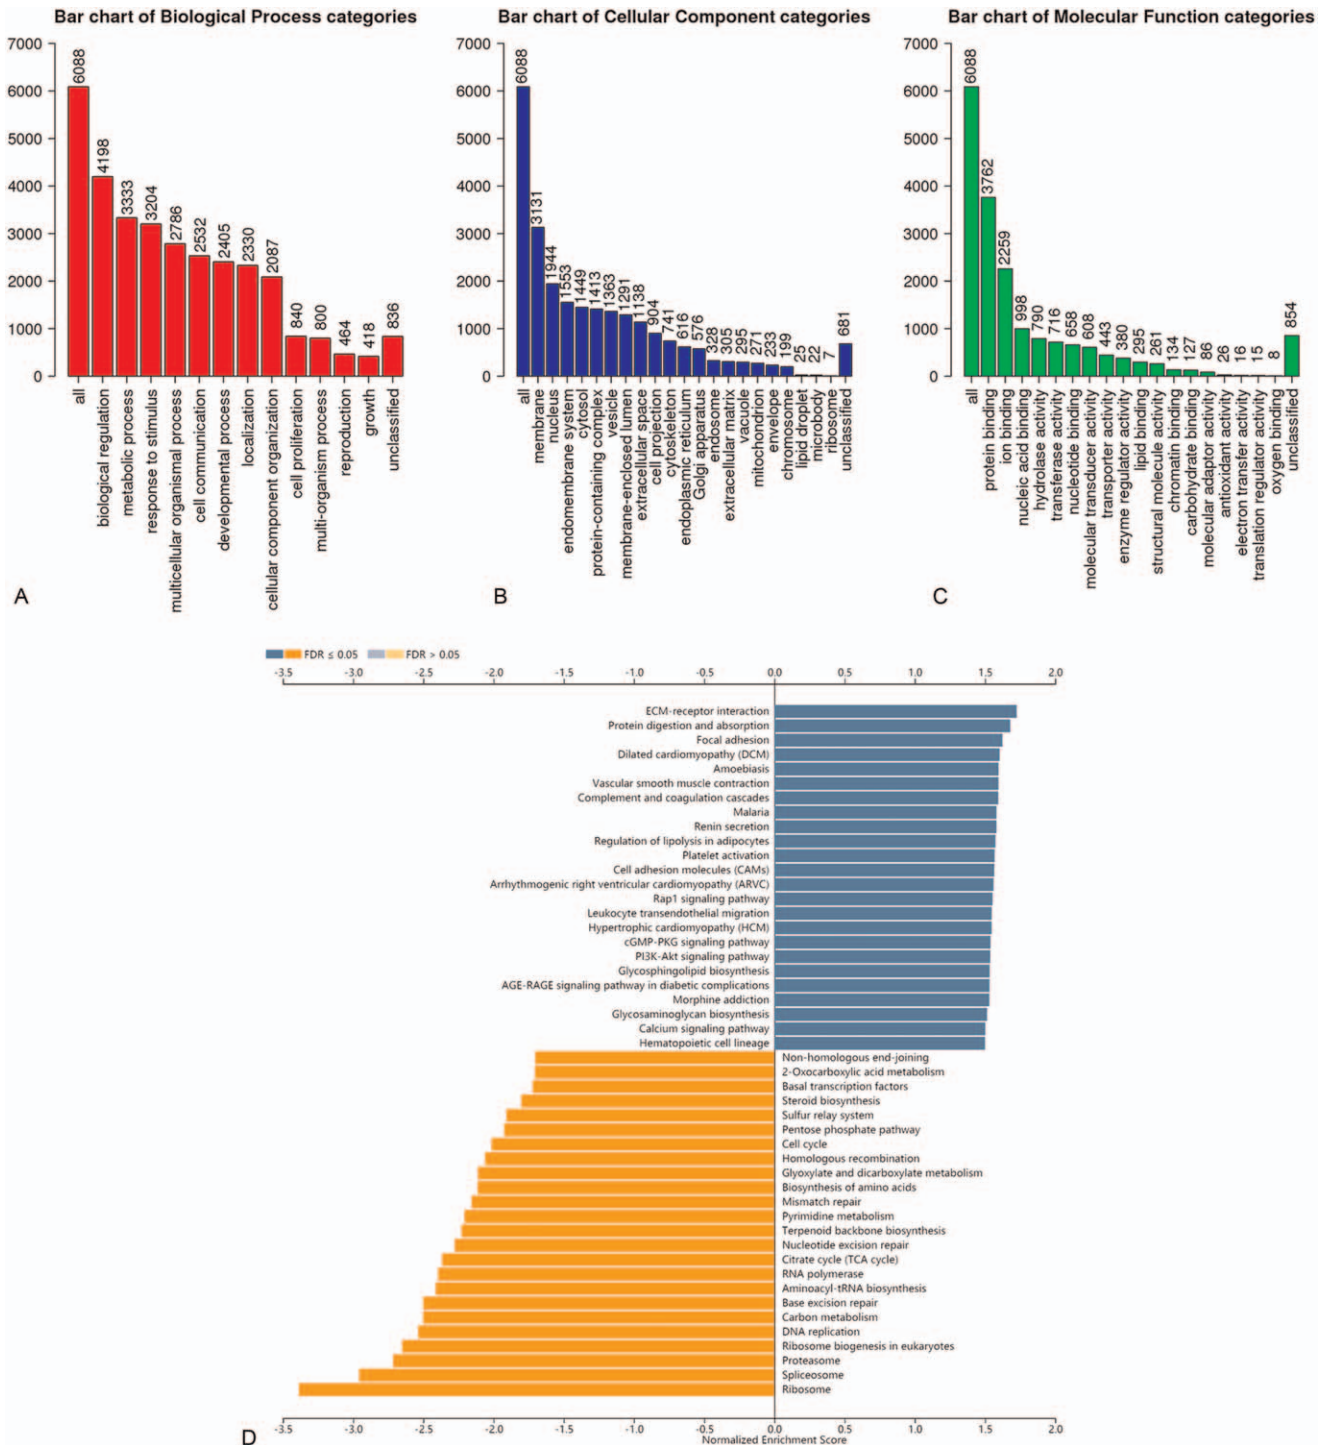 Bar chart of Biological Process categories
7000
6000
5000
4000
3000
2000
1000
0
6088
4198
3333
3204
2786
2532
2405
2330
2087
840
800
464
418
836
all
biological regulation
metabolic process
response to stimulus
multicellular organismal process
cell communication
developmental process
localization
cellular component organization
cell proliferation
multi-organism process
reproduction
growth
unclassified
A
Bar chart of Cellular Component categories
7000
6000
5000
4000
3000
2000
1000
0
6088
3131
1944
1553
1449
1413
1363
1291
1138
904
741
616
576
328
305
295
271
233
199
25
22
7
681
all
membrane
nucleus
endomembrane system
cytosol
protein-containing complex
vesicle
membrane-enclosed lumen
extracellular space
cell projection
cytoskeleton
endoplasmic reticulum
Golgi apparatus
endosome
extracellular matrix
vacuole
mitochondrion
envelope
chromosome
lipid droplet
microbody
ribosome
unclassified
B
Bar chart of Molecular Function categories
7000
6000
5000
4000
3000
2000
1000
0
6088
3762
2259
998
790
716
658
608
443
380
295
261
134
127
86
26
16
15
8
854
all
protein binding
ion binding
nucleic acid binding
hydrolase activity
transferase activity
nucleotide binding
molecular transducer activity
transporter activity
enzyme regulator activity
lipid binding
structural molecule activity
chromatin binding
carbohydrate binding
molecular adaptor activity
antioxidant activity
electron transfer activity
translation regulator activity
oxygen binding
unclassified
C
FDR ≤ 0.05 FDR > 0.05
-3.5 -3.0 -2.5 -2.0 -1.5 -1.0 -0.5 0.0 0.5 1.0 1.5 2.0
ECM-receptor interaction
Protein digestion and absorption
Focal adhesion
Dilated cardiomyopathy (DCM)
Amoebiasis
Vascular smooth muscle contraction
Complement and coagulation cascades
Malaria
Renin secretion
Regulation of lipolysis in adipocytes
Platelet activation
Cell adhesion molecules (CAMs)
Arrhythmogenic right ventricular cardiomyopathy (ARVC)
Rap1 signaling pathway
Leukocyte transendothelial migration
Hypertrophic cardiomyopathy (HCM)
cGMP-PKG signaling pathway
PI3K-Akt signaling pathway
Glycosphingolipid biosynthesis
AGE-RAGE signaling pathway in diabetic complications
Morphine addiction
Glycosaminoglycan biosynthesis
Calcium signaling pathway
Hematopoietic cell lineage
Non-homologous end-joining
2-Oxocarboxylic acid metabolism
Basal transcription factors
Steroid biosynthesis
Sulfur relay system
Pentose phosphate pathway
Cell cycle
Homologous recombination
Glyoxylate and dicarboxylate metabolism
Biosynthesis of amino acids
Mismatch repair
Pyrimidine metabolism
Terpenoid backbone biosynthesis
Nucleotide excision repair
Citrate cycle (TCA cycle)
RNA polymerase
Aminoacyl-tRNA biosynthesis
Base excision repair
Carbon metabolism
DNA replication
Ribosome biogenesis in eukaryotes
Proteasome
Spliceosome
Ribosome
-3.5 -3.0 -2.5 -2.0 -1.5 -1.0 -0.5 0.0 0.5 1.0 1.5 2.0
Normalized Enrichment Score
D